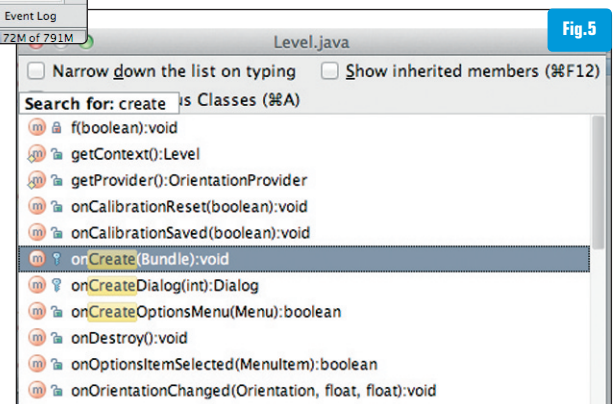 Event Log
72M of 791M
Fig.5
Level.java
Narrow down the list on typing Show inherited members (⌘F12)
Search for: create us Classes (⌘A)
m f(boolean):void
m getContext():Level
m getProvider():OrientationProvider
m onCalibrationReset(boolean):void
m onCalibrationSaved(boolean):void
m onCreate(Bundle):void
m onCreateDialog(int):Dialog
m onCreateOptionsMenu(Menu):boolean
m onDestroy():void
m onOptionsItemSelected(MenuItem):boolean
m onOrientationChanged(Orientation, float, float):void